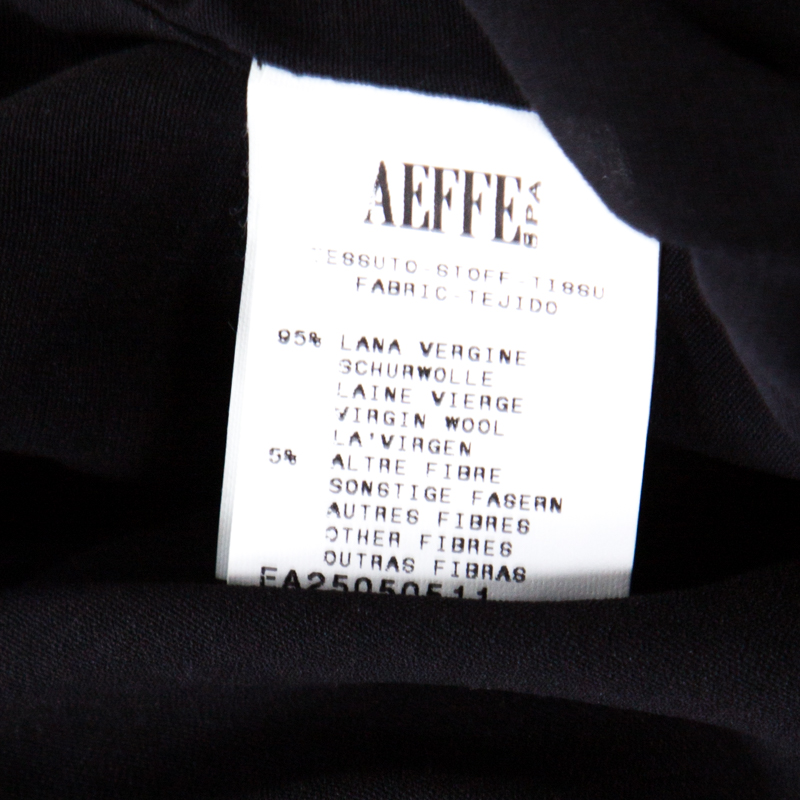 AEFFE SPA
TESSUTO-STOFF-TISSU
FABRIC-TEJIDO
95% LANA VERGINE
SCHURWOLLE
LAINE VIERGE
VIRGIN WOOL
LA'VIRGEN
5% ALTRE FIBRE
SONSTIGE FASERN
AUTRES FIBRES
OTHER FIBRES
OUTRAS FIBRAS
EA25050511